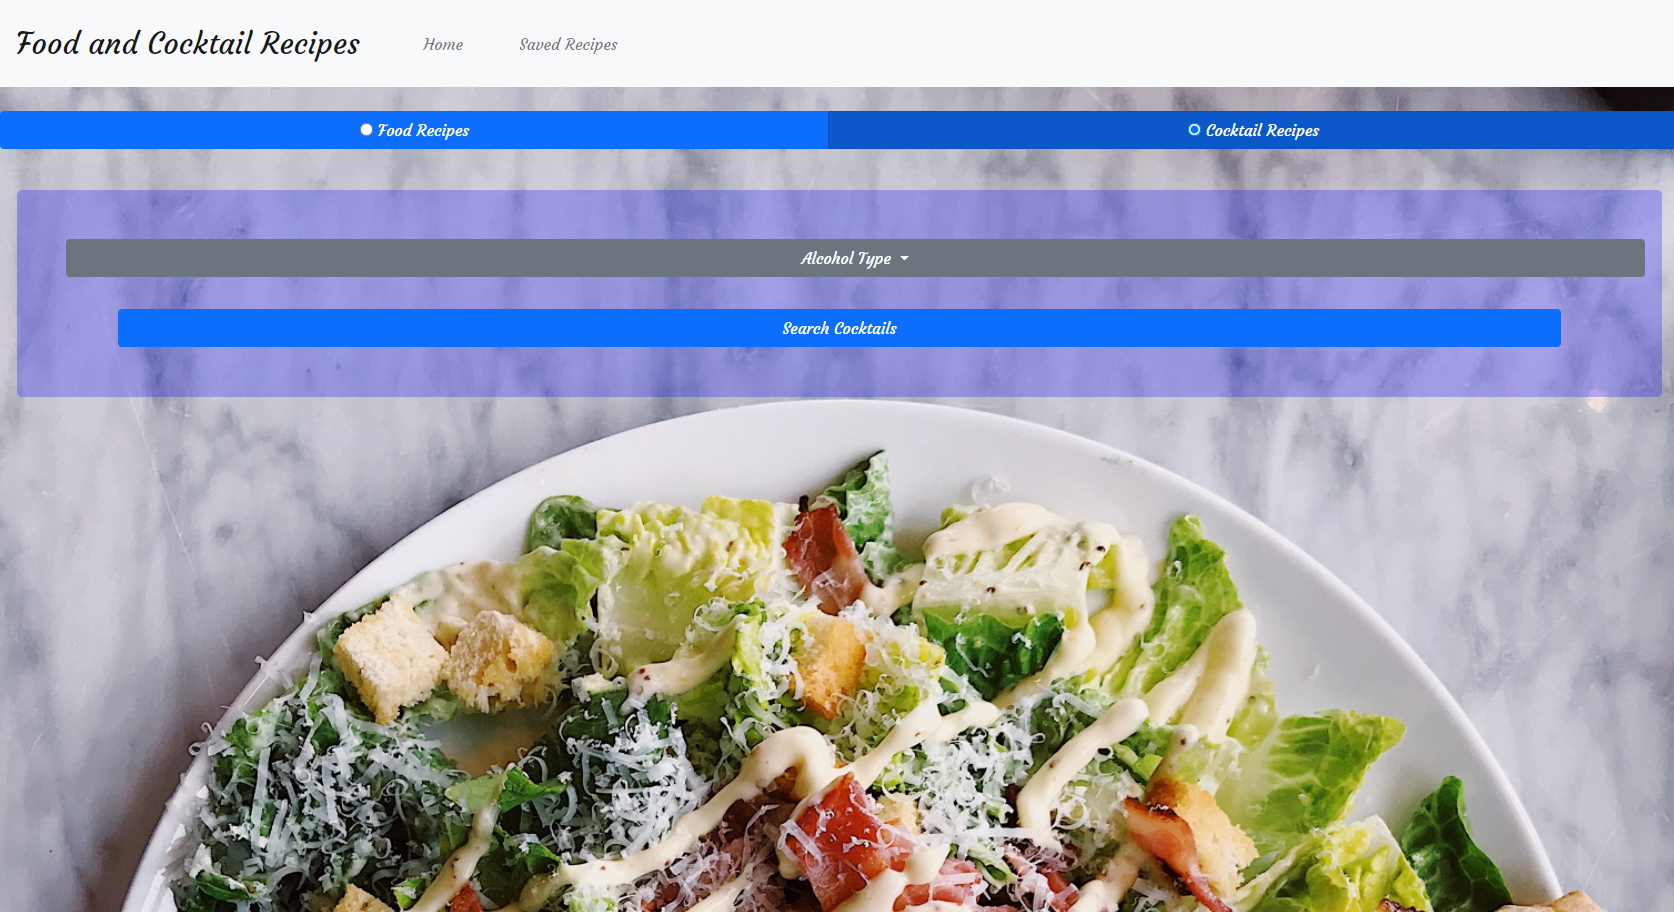 Food and Cocktail Recipes
Home
Saved Recipes
Food Recipes
Cocktail Recipes
Alcohol Type
Search Cocktails